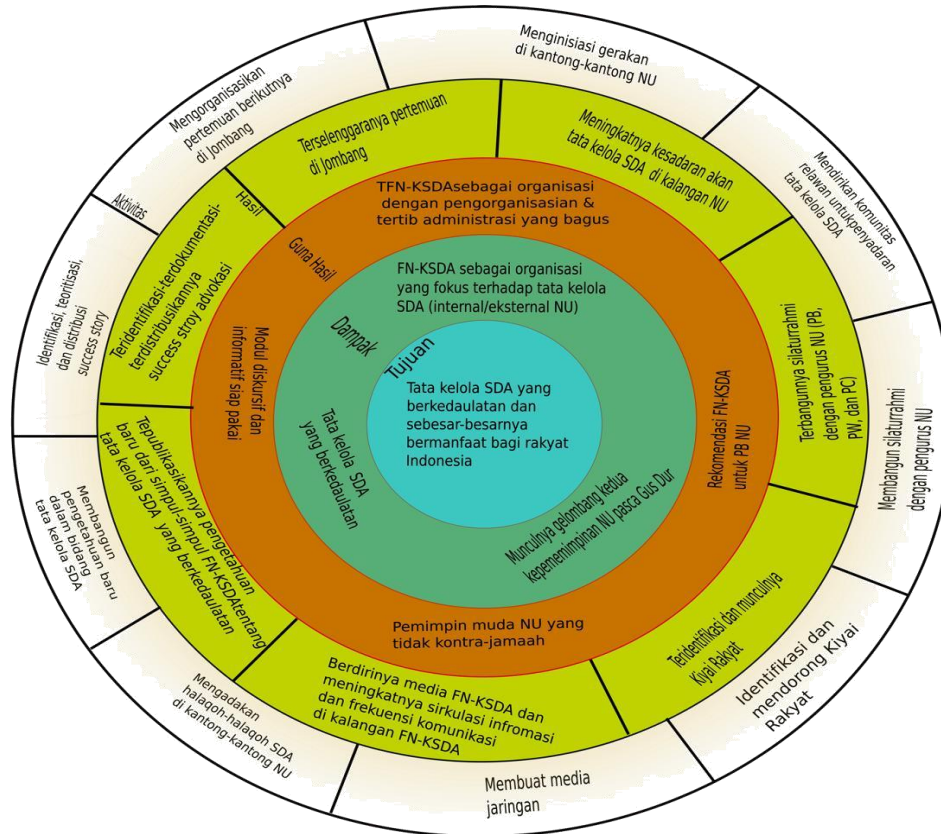 Menginisiasi gerakan
di kantong-kantong NU
Mendirikan komunitas
relawan untukpenyadaran
tata kelola SDA
Membangun silaturrahmi
dengan pengurus NU
Identifikasi dan
mendorong Kiyai
Rakyat
Membuat media
jaringan
Mengadakan
halaqoh-halaqoh SDA
di kantong-kantong NU
Membangun
pengetahuan baru
dalam bidang
tata kelola SDA
Identifikasi, teoritisasi,
dan distribusi
success story
Aktivitas
Mengorganisasikan
pertemuan berikutnya
di Jombang
Hasil
Terselenggaranya pertemuan
di Jombang
Meningkatnya kesadaran akan
tata kelola SDA di kalangan NU
Terbangunnya silaturrahmi
dengan pengurus NU (PB,
PW, dan PC)
Teridentifikasi dan munculnya
Kiyai Rakyat
Berdirinya media FN-KSDA dan
meningkatnya sirkulasi infromasi
dan frekuensi komunikasi
di kalangan FN-KSDA
Tepublikasikannya pengetahuan
baru dari simpul-simpul FN-KSDAtentang
tata kelola SDA yang berkedaulatan
Teridentifikasi-terdokumentasi-
terdistribusikannya
success stroy advokasi
Guna Hasil
TFN-KSDAsebagai organisasi
dengan pengorganisasian &
tertib administrasi yang bagus
Rekomendasi FN-KSDA
untuk PB NU
Pemimpin muda NU yang
tidak kontra-jamaah
Modul diskursif dan
informatif siap pakai
Dampak
FN-KSDA sebagai organisasi
yang fokus terhadap tata kelola
SDA (internal/eksternal NU)
Munculnya gelombang kedua
kepememimpinan NU pasca Gus Dur
Tata kelola SDA
yang berkedaulatan
Tujuan
Tata kelola SDA yang
berkedaulatan dan
sebesar-besarnya
bermanfaat bagi rakyat
Indonesia